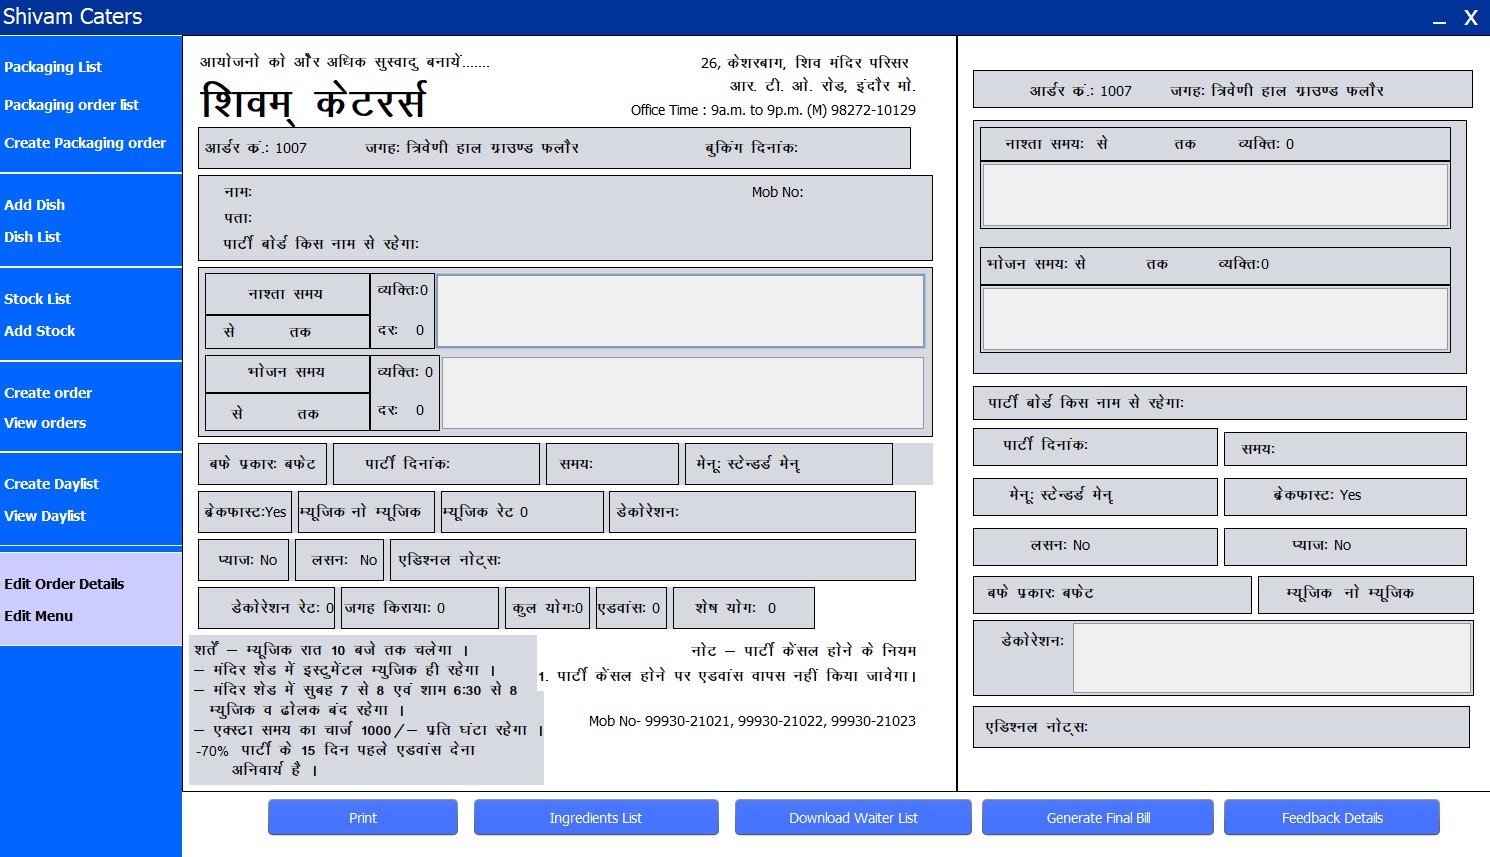 Shivam Caters
_ X
Packaging List
Packaging order list
Create Packaging order
Add Dish
Dish List
Stock List
Add Stock
Create order
View orders
Create Daylist
View Daylist
Edit Order Details
Edit Menu
आयोजनो को और अधिक सुस्वादु बनायें.......
शिवम् केटरर्स
26, केशरबाग, शिव मंदिर परिसर
आर. टी. ओ. रोड, इंदौर मो.
Office Time : 9a.m. to 9p.m. (M) 98272-10129
आर्डर कं.: 1007 जगहः त्रिवेणी हाल ग्राउण्ड फलौर बुकिंग दिनांकः
नामः Mob No:
पताः
पार्टी बोर्ड किस नाम से रहेगाः
नाश्ता समय व्यक्तिः0
से तक दरः 0
भोजन समय व्यक्तिः 0
से तक दरः 0
बफे प्रकारः बफेट पार्टी दिनांकः समयः मेनूः स्टेन्डर्ड मेनू
ब्रेकफास्टः Yes म्यूजिक नो म्यूजिक म्यूजिक रेट 0 डेकोरेशनः
प्याजः No लसनः No एडिश्नल नोट्सः
डेकोरेशन रेटः 0 जगह किरायाः 0 कुल योगः0 एडवांसः 0 शेष योगः 0
शर्तें – म्यूजिक रात 10 बजे तक चलेगा ।
– मंदिर शेड में इस्टुमेंटल म्युजिक ही रहेगा ।
– मंदिर शेड में सुबह 7 से 8 एवं शाम 6:30 से 8
म्युजिक व ढोलक बंद रहेगा ।
– एक्स्टा समय का चार्ज 1000/– प्रति घंटा रहेगा ।
-70% पार्टी के 15 दिन पहले एडवांस देना
अनिवार्य है ।
नोट – पार्टी केंसल होने के नियम
1. पार्टी केंसल होने पर एडवांस वापस नहीं किया जावेगा।
Mob No- 99930-21021, 99930-21022, 99930-21023
आर्डर कं.: 1007 जगहः त्रिवेणी हाल ग्राउण्ड फलौर
नाश्ता समयः से तक व्यक्तिः 0
भोजन समयः से तक व्यक्तिः0
पार्टी बोर्ड किस नाम से रहेगाः
पार्टी दिनांकः समयः
मेनूः स्टेन्डर्ड मेनू ब्रेकफास्टः Yes
लसनः No प्याजः No
बफे प्रकारः बफेट म्यूजिक नो म्यूजिक
डेकोरेशनः
एडिश्नल नोट्सः
Print Ingredients List Download Waiter List Generate Final Bill Feedback Details